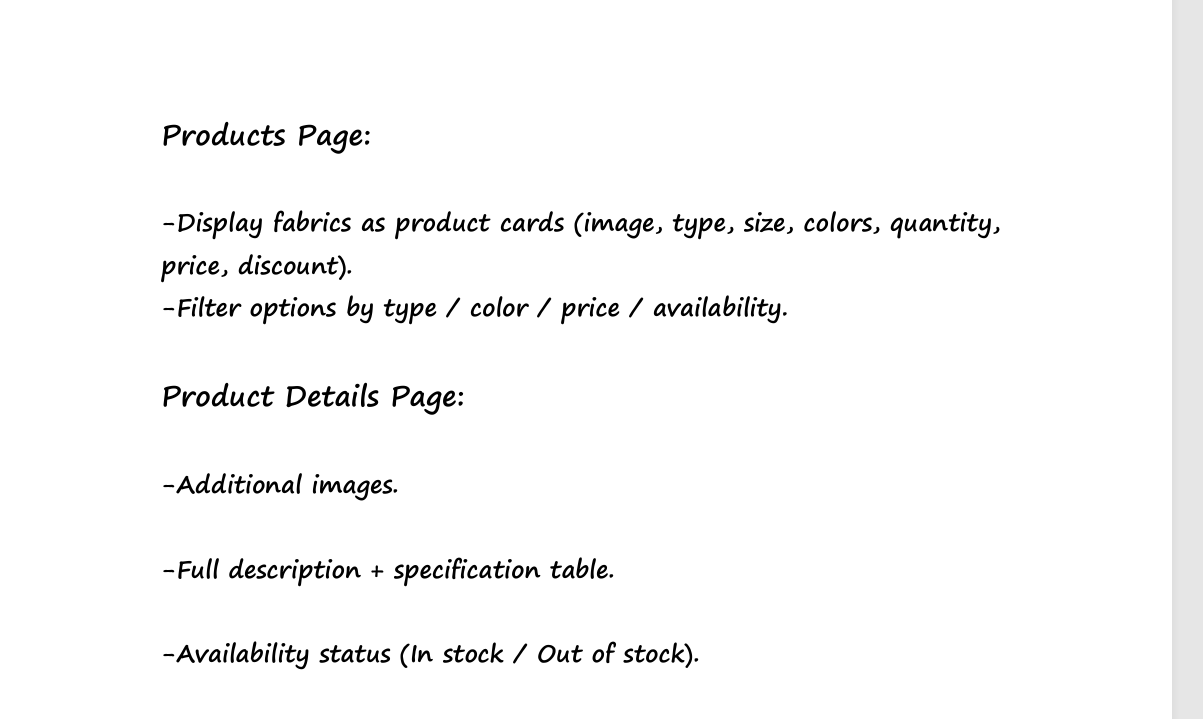 Products Page:
-Display fabrics as product cards (image, type, size, colors, quantity,
price, discount).
-Filter options by type / color / price / availability.
Product Details Page:
-Additional images.
-Full description + specification table.
-Availability status (In stock / Out of stock).